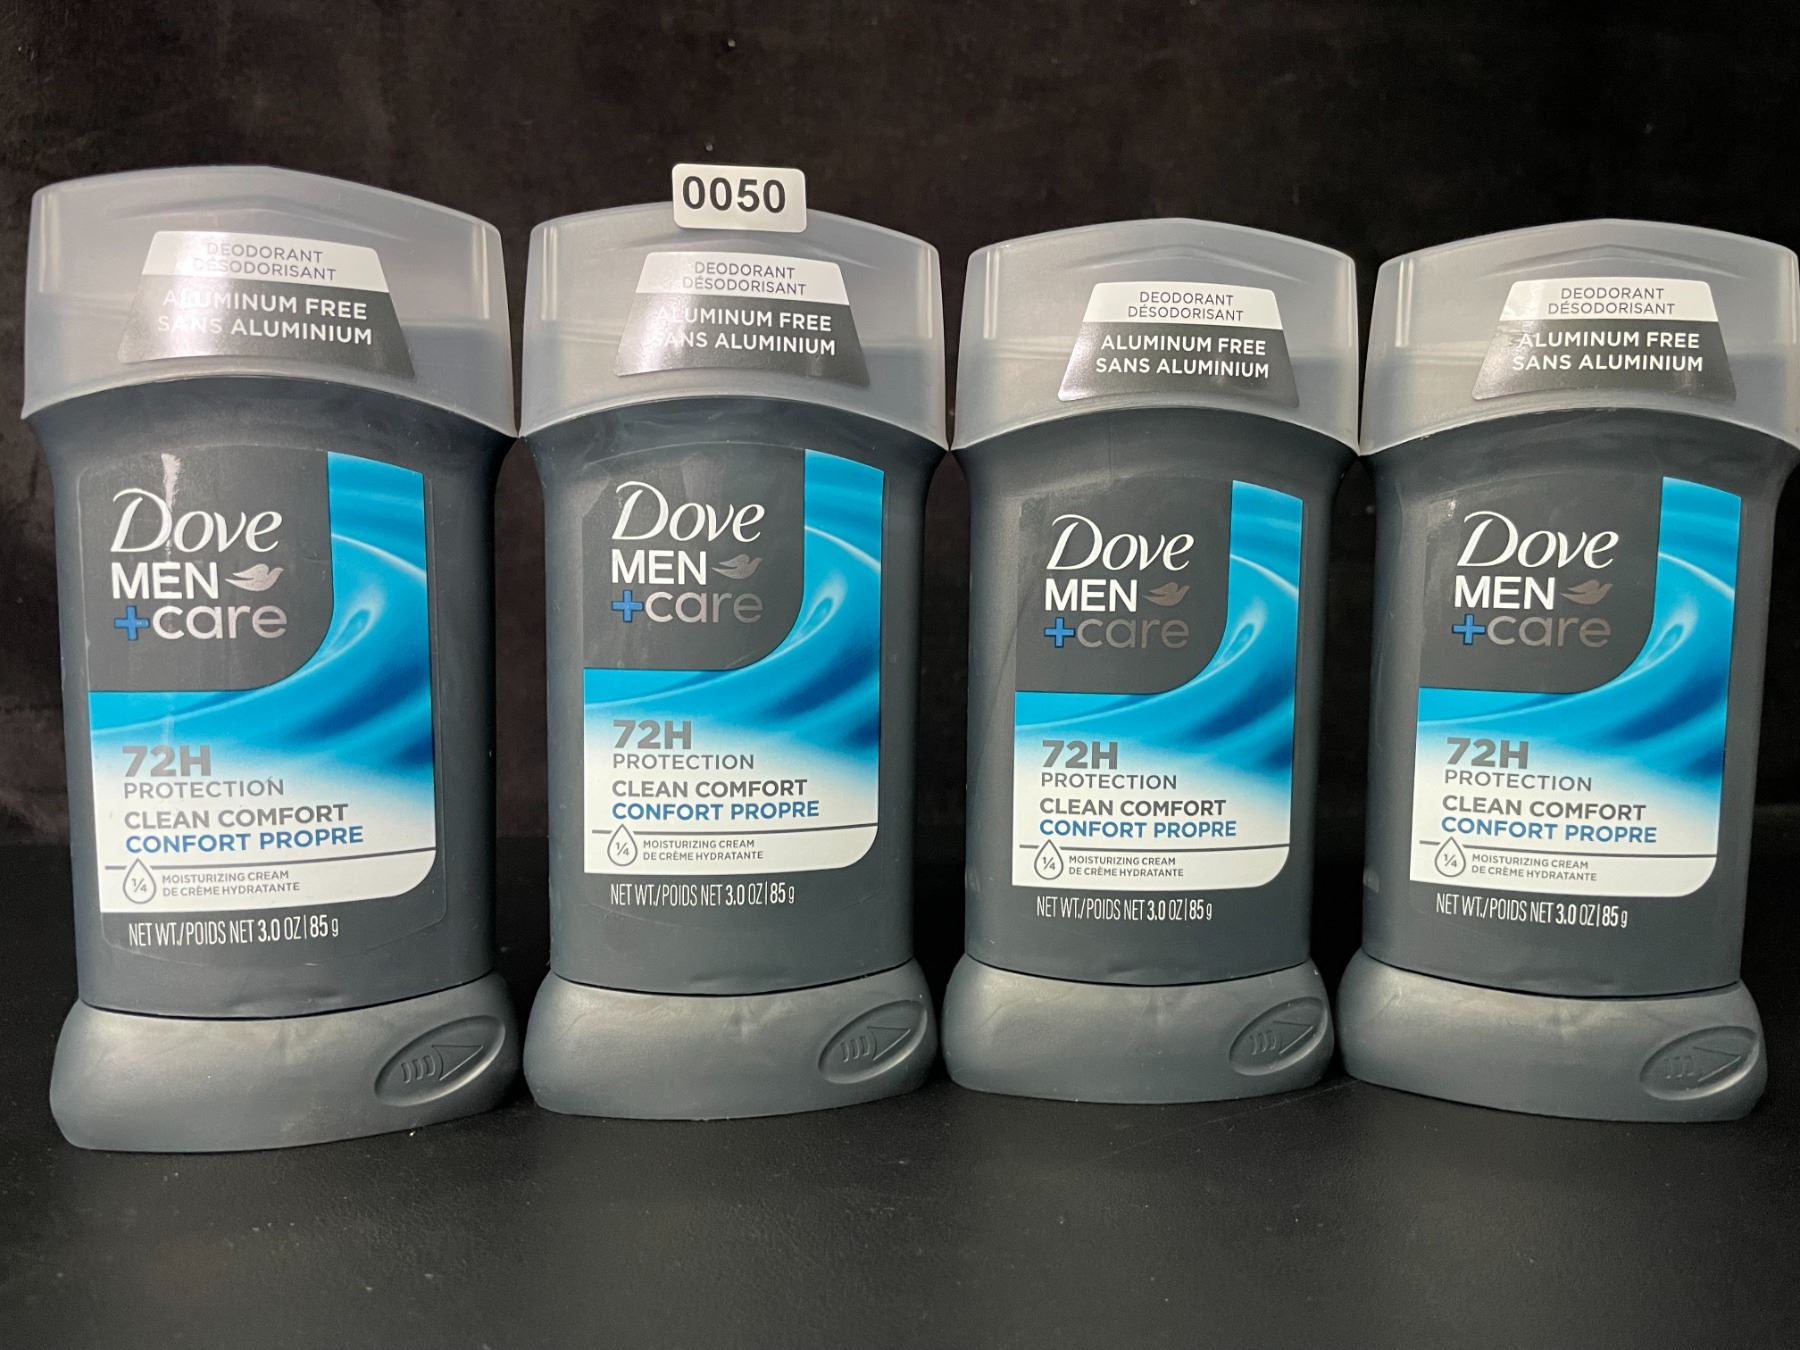 DEODORANT
DÉSODORISANT
ALUMINUM FREE
SANS ALUMINIUM
Dove
MEN
+care
72H
PROTECTION
CLEAN COMFORT
CONFORT PROPRE
1/4
MOISTURIZING CREAM
DE CRÈME HYDRATANTE
NET WT./POIDS NET 3.0 OZ | 85 g
0050
DEODORANT
DÉSODORISANT
ALUMINUM FREE
SANS ALUMINIUM
Dove
MEN
+care
72H
PROTECTION
CLEAN COMFORT
CONFORT PROPRE
1/4
MOISTURIZING CREAM
DE CRÈME HYDRATANTE
NET WT./POIDS NET 3.0 OZ | 85 g
DEODORANT
DÉSODORISANT
ALUMINUM FREE
SANS ALUMINIUM
Dove
MEN
+care
72H
PROTECTION
CLEAN COMFORT
CONFORT PROPRE
1/4
MOISTURIZING CREAM
DE CRÈME HYDRATANTE
NET WT./POIDS NET 3.0 OZ | 85 g
DEODORANT
DÉSODORISANT
ALUMINUM FREE
SANS ALUMINIUM
Dove
MEN
+care
72H
PROTECTION
CLEAN COMFORT
CONFORT PROPRE
1/4
MOISTURIZING CREAM
DE CRÈME HYDRATANTE
NET WT./POIDS NET 3.0 OZ | 85 g